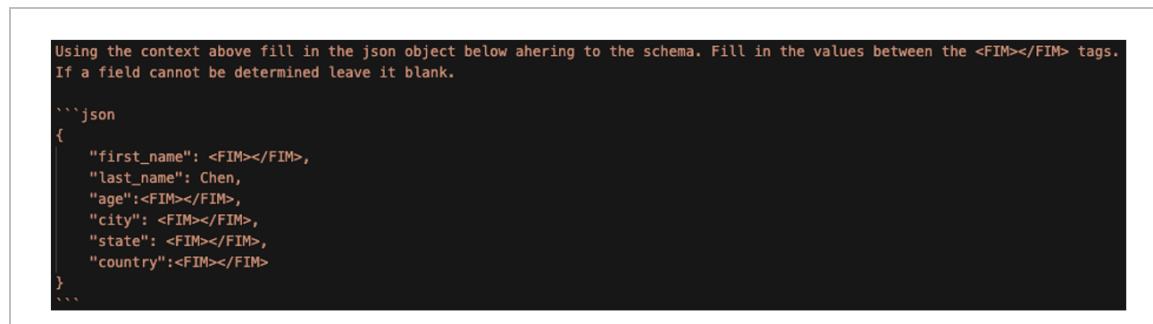 Using the context above fill in the json object below ahering to the schema. Fill in the values between the <FIM></FIM> tags.
If a field cannot be determined leave it blank.
```json
{
"first_name": <FIM></FIM>,
"last_name": Chen,
"age":<FIM></FIM>,
"city": <FIM></FIM>,
"state": <FIM></FIM>,
"country":<FIM></FIM>
}
```